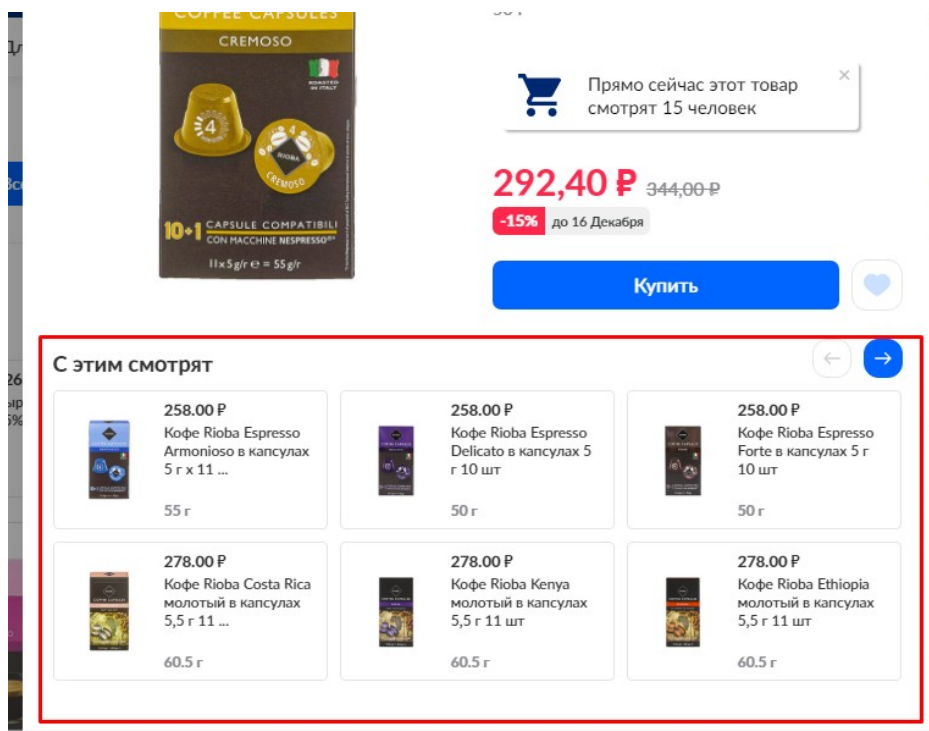 COFFEE CAPSULES
CREMOSO
ROASTED
IN ITALY
4
4
RIOBA
CREMOSO
10+1 CAPSULE COMPATIBILI
CON MACCHINE NESPRESSO®*
11x5g/r e = 55g/r
Прямо сейчас этот товар
смотрят 15 человек
×
292,40 ₽ 344,00 ₽
-15% до 16 Декабря
Купить
С этим смотрят
← →
258.00 ₽
Кофе Rioba Espresso
Armonioso в капсулах
5 г х 11 ...
55 г
258.00 ₽
Кофе Rioba Espresso
Delicato в капсулах 5
г 10 шт
50 г
258.00 ₽
Кофе Rioba Espresso
Forte в капсулах 5 г
10 шт
50 г
278.00 ₽
Кофе Rioba Costa Rica
молотый в капсулах
5,5 г 11 ...
60.5 г
278.00 ₽
Кофе Rioba Kenya
молотый в капсулах
5,5 г 11 шт
60.5 г
278.00 ₽
Кофе Rioba Ethiopia
молотый в капсулах
5,5 г 11 шт
60.5 г